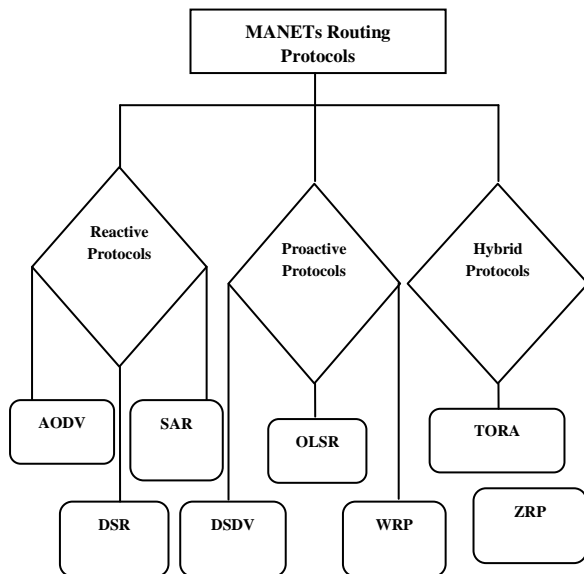 MANETs Routing
Protocols
Reactive
Protocols
Proactive
Protocols
Hybrid
Protocols
AODV
SAR
OLSR
TORA
DSR
DSDV
WRP
ZRP